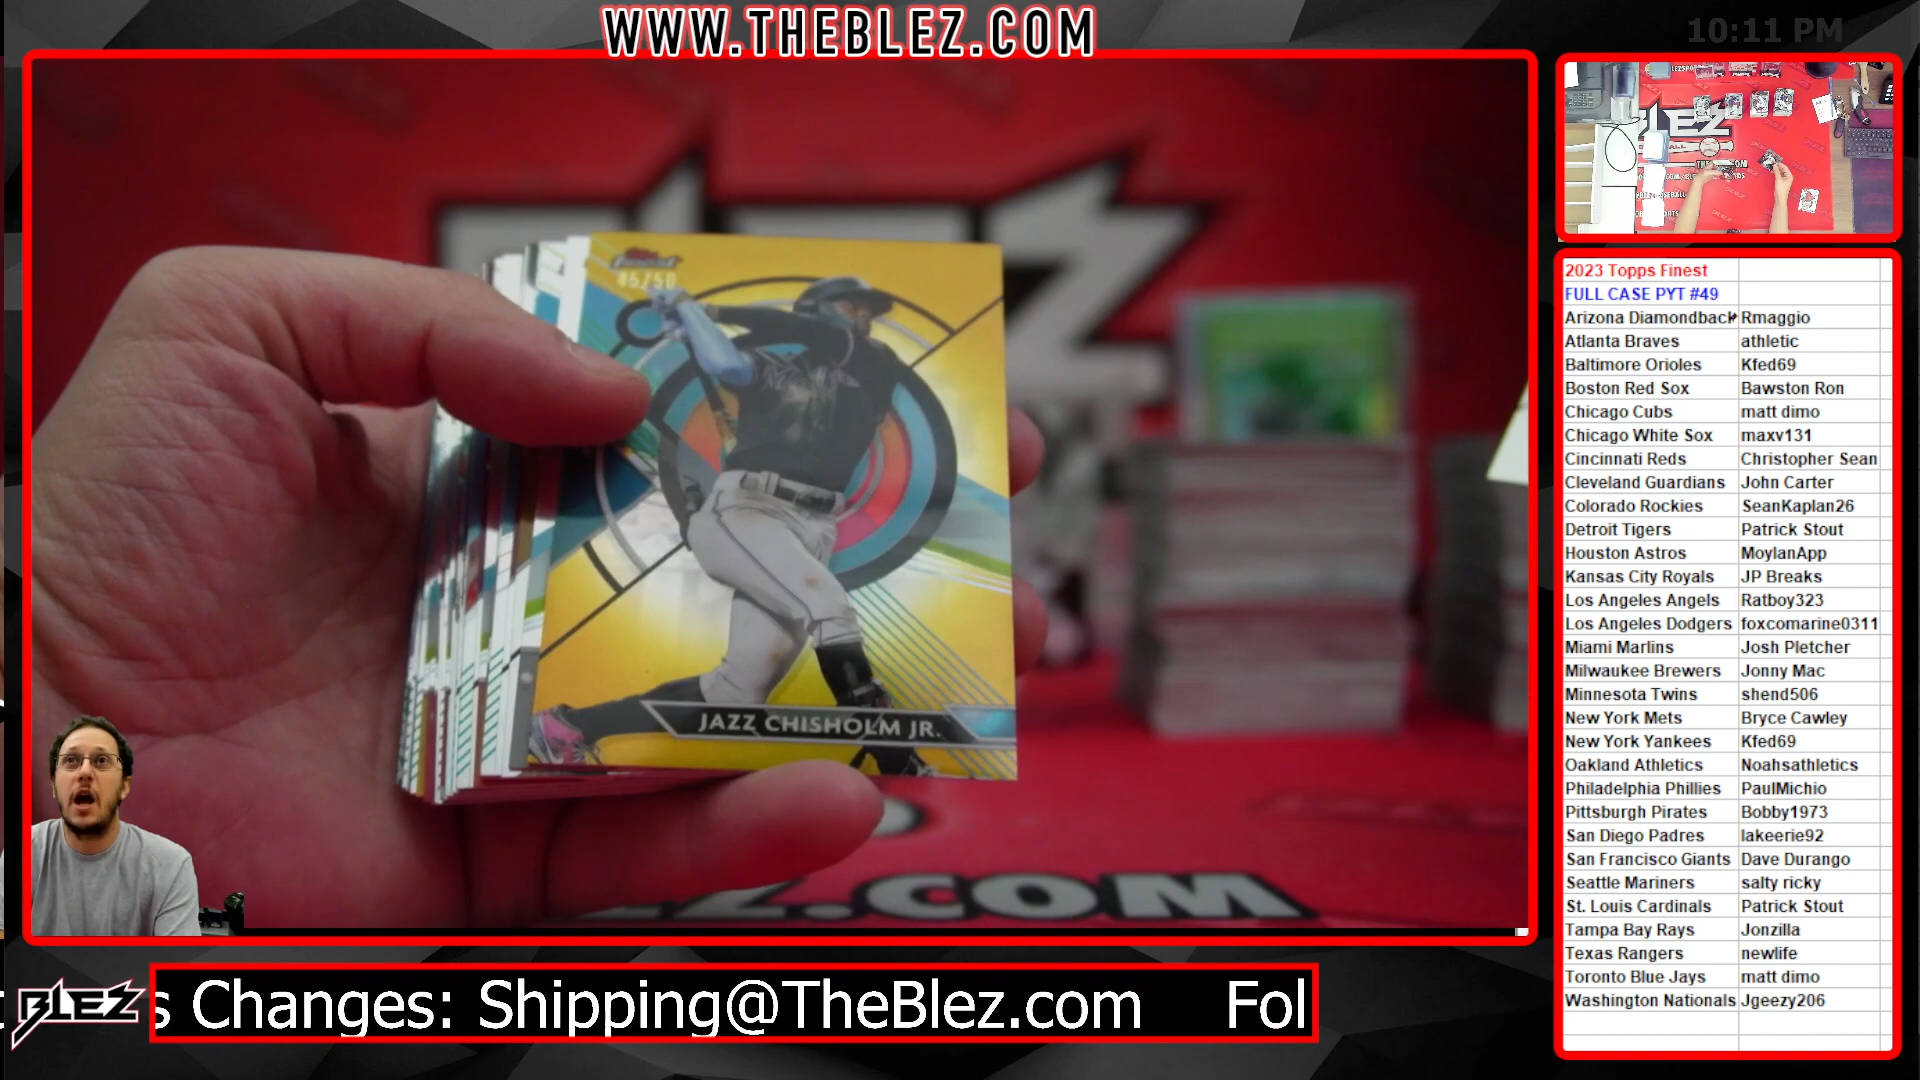 WWW.THEBLEZ.COM
10:11 PM
45/50
JAZZ CHISHOLM JR.
Z.COM
2023 Topps Finest
FULL CASE PYT #49
Arizona Diamondback Rmaggio
Atlanta Braves athletic
Baltimore Orioles Kfed69
Boston Red Sox Bawston Ron
Chicago Cubs matt dimo
Chicago White Sox maxv131
Cincinnati Reds Christopher Sean
Cleveland Guardians John Carter
Colorado Rockies SeanKaplan26
Detroit Tigers Patrick Stout
Houston Astros MoylanApp
Kansas City Royals JP Breaks
Los Angeles Angels Ratboy323
Los Angeles Dodgers foxcomarine0311
Miami Marlins Josh Pletcher
Milwaukee Brewers Jonny Mac
Minnesota Twins shend506
New York Mets Bryce Cawley
New York Yankees Kfed69
Oakland Athletics Noahsathletics
Philadelphia Phillies PaulMichio
Pittsburgh Pirates Bobby1973
San Diego Padres lakeerie92
San Francisco Giants Dave Durango
Seattle Mariners salty ricky
St. Louis Cardinals Patrick Stout
Tampa Bay Rays Jonzilla
Texas Rangers newlife
Toronto Blue Jays matt dimo
Washington Nationals Jgeezy206
BLEZ
s Changes: Shipping@TheBlez.com Fol